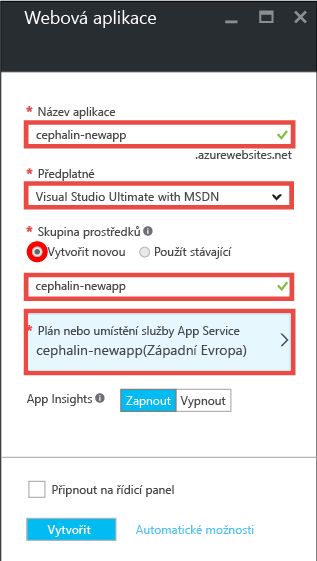 Webová aplikace
* Název aplikace
cephalin-newapp
.azurewebsites.net
* Předplatné
Visual Studio Ultimate with MSDN
* Skupina prostředků
Vytvořit novou Použít stávající
cephalin-newapp
* Plán nebo umístění služby App Service
cephalin-newapp(Západní Evropa)
App Insights Zapnout Vypnout
Připnout na řídicí panel
Vytvořit Automatické možnosti